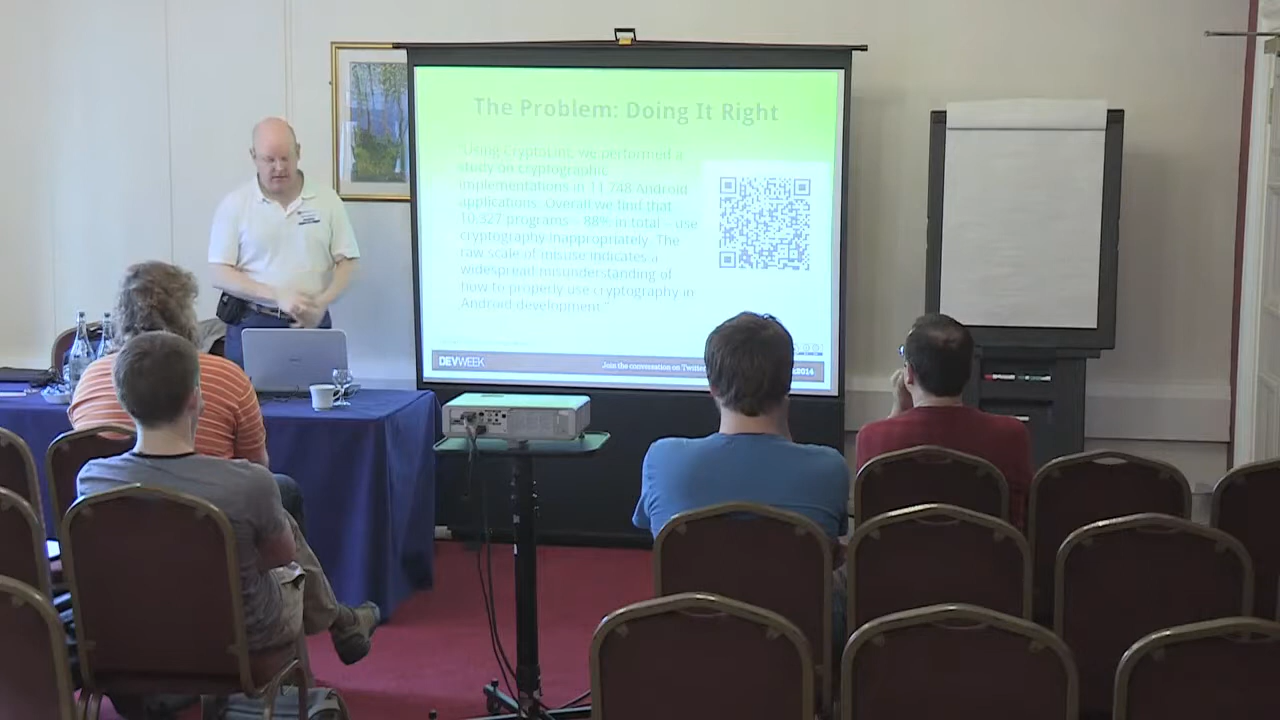 The Problem: Doing It Right
"Using CryptoLint, we performed a
study on cryptographic
implementations in 11,748 Android
applications. Overall we find that
10,327 programs – 88% in total – use
cryptography inappropriately. The
raw scale of misuse indicates a
widespread misunderstanding of
how to properly use cryptography in
Android development."
DEVWEEK
Join the conversation on Twitter
2014